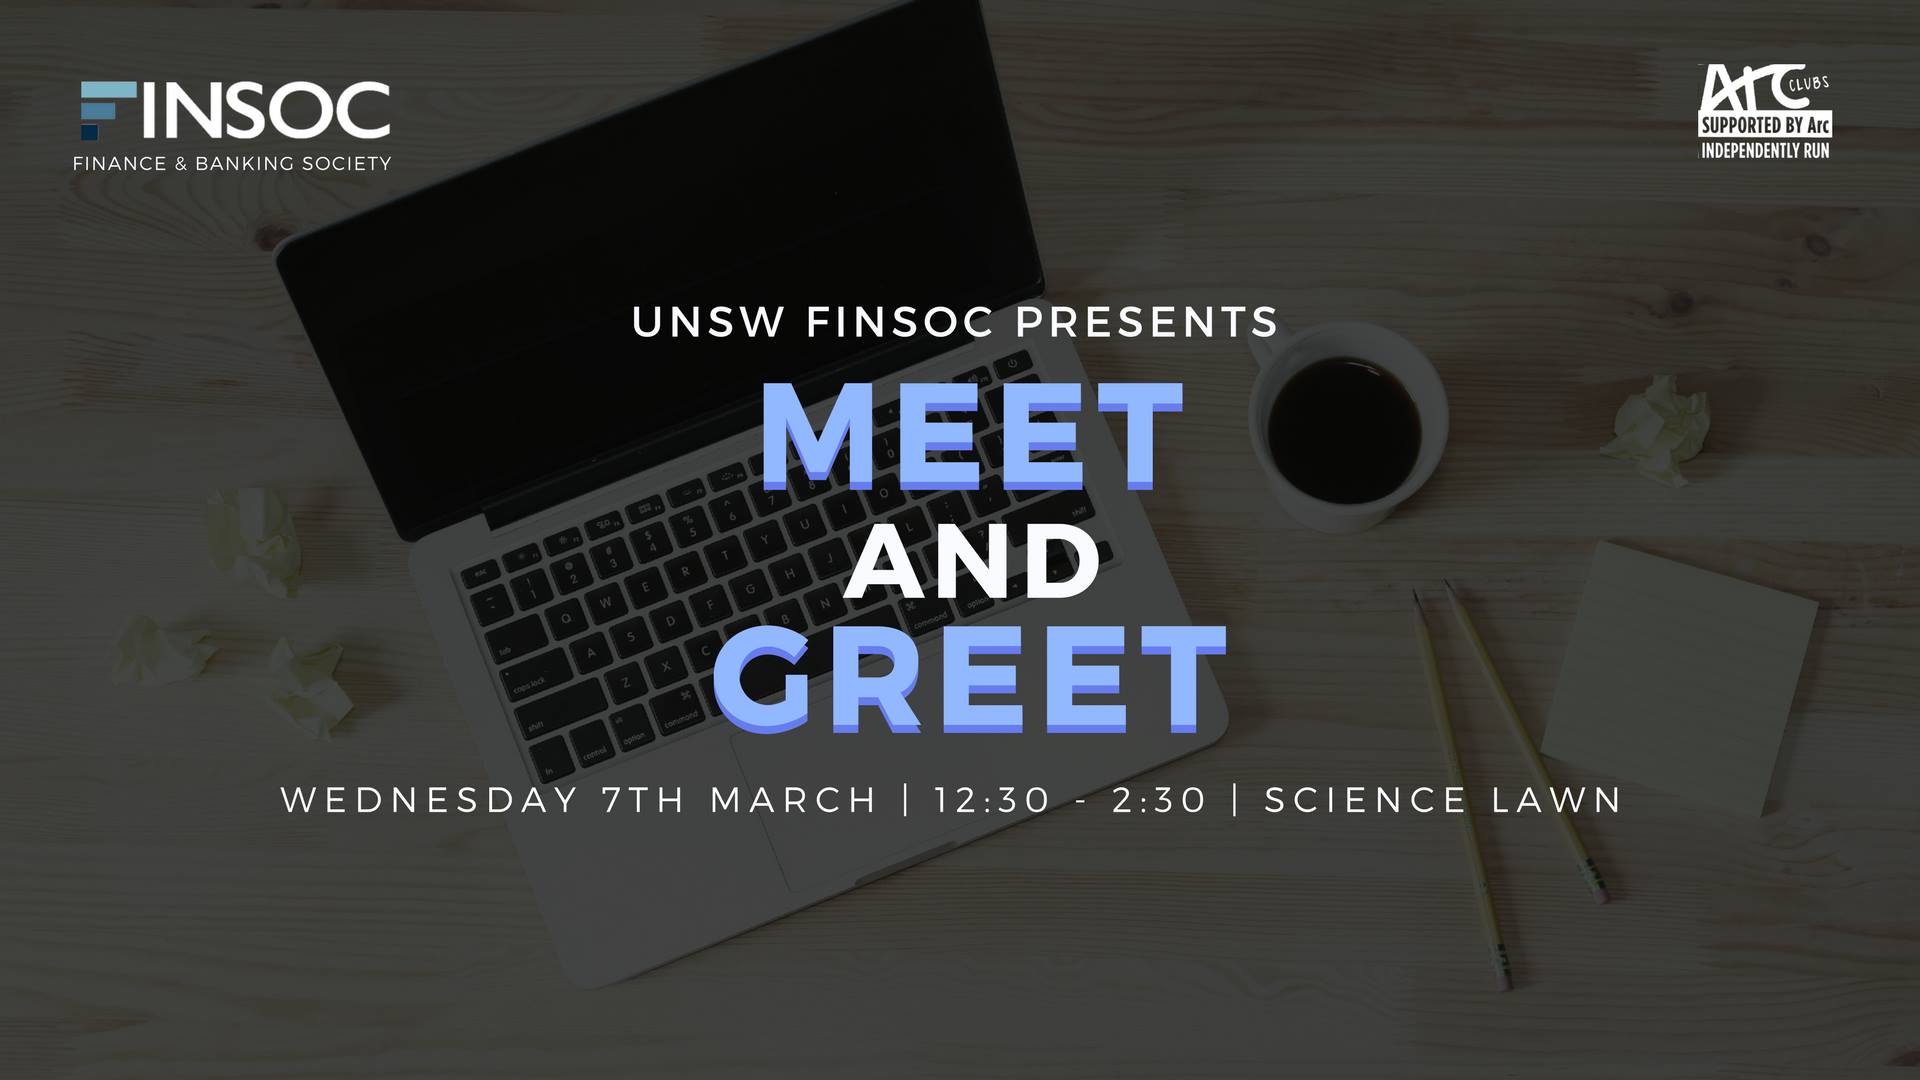 FINSOC
FINANCE & BANKING SOCIETY
Arc CLUBS
SUPPORTED BY Arc
INDEPENDENTLY RUN
UNSW FINSOC PRESENTS
MEET
AND
GREET
WEDNESDAY 7TH MARCH | 12:30 - 2:30 | SCIENCE LAWN